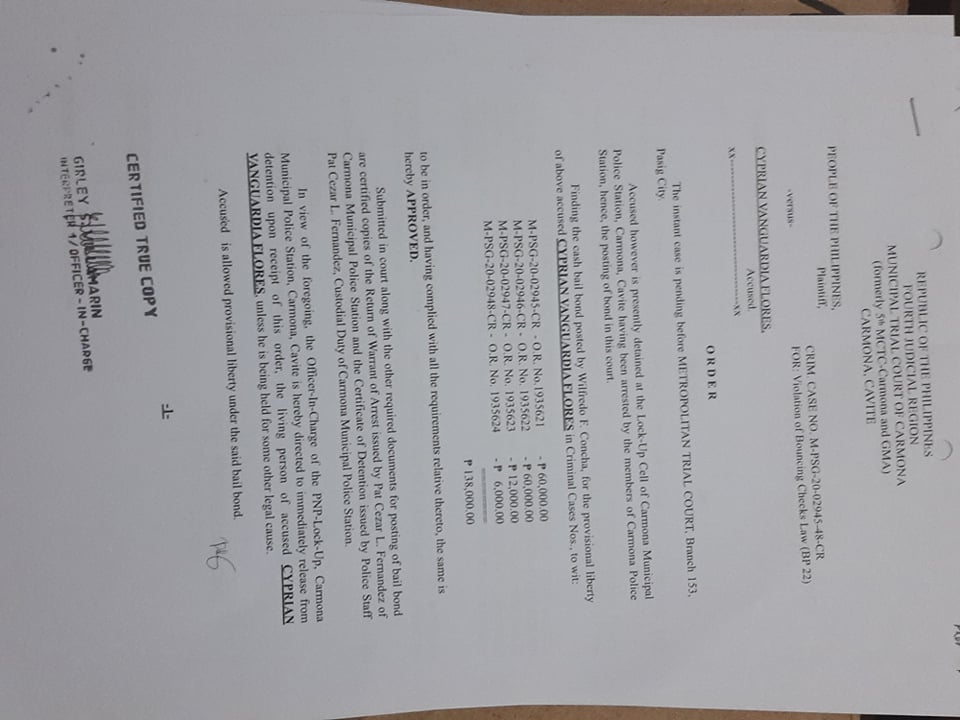 REPUBLIC OF THE PHILIPPINES
FOURTH JUDICIAL REGION
MUNICIPAL TRIAL COURT OF CARMONA
(formerly 5th MCTC-Carmona and GMA)
CARMONA, CAVITE
PEOPLE OF THE PHILIPPINES,
Plaintiff,
CRIM. CASE NO. M-PSG-20-02945-48-CR
-versus-
FOR: Violation of Bouncing Checks Law (BP 22)
CYPRIAN VANGUARDIA FLORES,
Accused.
xx-----------------------------------xx
O R D E R
The instant case is pending before METROPOLITAN TRIAL COURT, Branch 153,
Pasig City.
Accused however is presently detained at the Lock-Up Cell of Carmona Municipal
Police Station, Carmona, Cavite having been arrested by the members of Carmona Police
Station, hence, the posting of bond in this court.
Finding the cash bail bond posted by Wilfredo F. Concha, for the provisional liberty
of above accused CYPRIAN VANGUARDIA FLORES in Criminal Cases Nos., to wit:
M-PSG-20-02945-CR - O.R. No.1935621 - ₱ 60,000.00
M-PSG-20-02946-CR - O.R. No. 1935622 - ₱ 60,000.00
M-PSG-20-02947-CR - O.R. No. 1935623 - ₱ 12,000.00
M-PSG-20-02948-CR - O.R. No. 1935624 - ₱ 6,000.00
₱ 138,000.00
to be in order, and having complied with all the requirements relative thereto, the same is
hereby APPROVED.
Submitted in court along with the other required documents for posting of bail bond
are certified copies of the Return of Warrant of Arrest issued by Pat Cezar L. Fernandez of
Carmona Municipal Police Station and the Certificate of Detention issued by Police Staff
Pat Cezar L. Fernandez, Custodial Duty of Carmona Municipal Police Station.
In view of the foregoing, the Officer-In-Charge of the PNP-Lock-Up, Carmona
Municipal Police Station, Carmona, Cavite is hereby directed to immediately release from
detention upon receipt of this order, the living person of accused CYPRIAN
VANGUARDIA FLORES, unless he is being held for some other legal cause.
Accused is allowed provisional liberty under the said bail bond.
-1-
CERTIFIED TRUE COPY
GIRLEY MARIN
INTERPRETER 1/OFFICER-IN-CHARGE